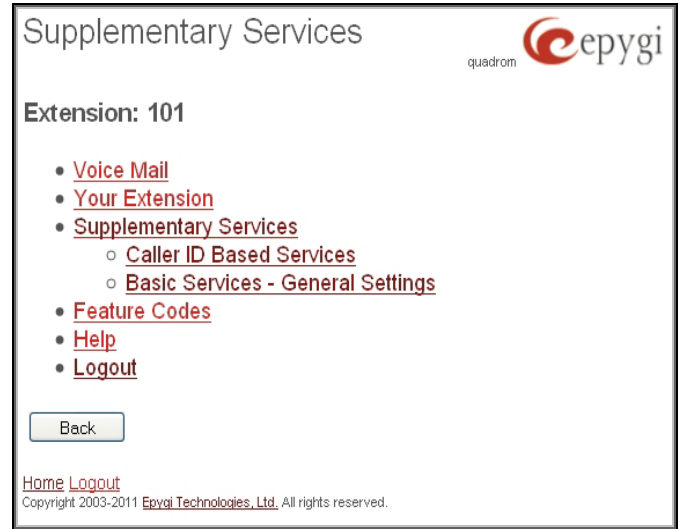 Supplementary Services
quadrom epygi
Extension: 101
Voice Mail
Your Extension
Supplementary Services
Caller ID Based Services
Basic Services - General Settings
Feature Codes
Help
Logout
Back
Home Logout
Copyright 2003-2011 Epygi Technologies, Ltd. All rights reserved.